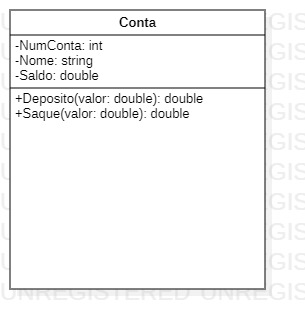 Conta
-NumConta: int
-Nome: string
-Saldo: double
+Deposito(valor: double): double
+Saque(valor: double): double
UNREGISTERED UNREGIS